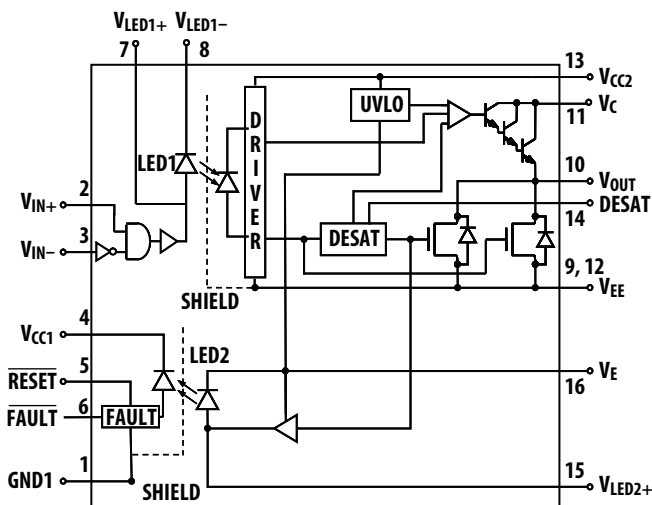 VLED1+ VLED1–
7 8
13
VCC2
UVLO
VC
11
DRIVER
LED1
10
VOUT
2
VIN+
DESAT
14
3
VIN–
DESAT
9, 12
SHIELD
VEE
4
VCC1
LED2
5
RESET
VE
16
6
FAULT
FAULT
1
GND1
SHIELD
15
VLED2+